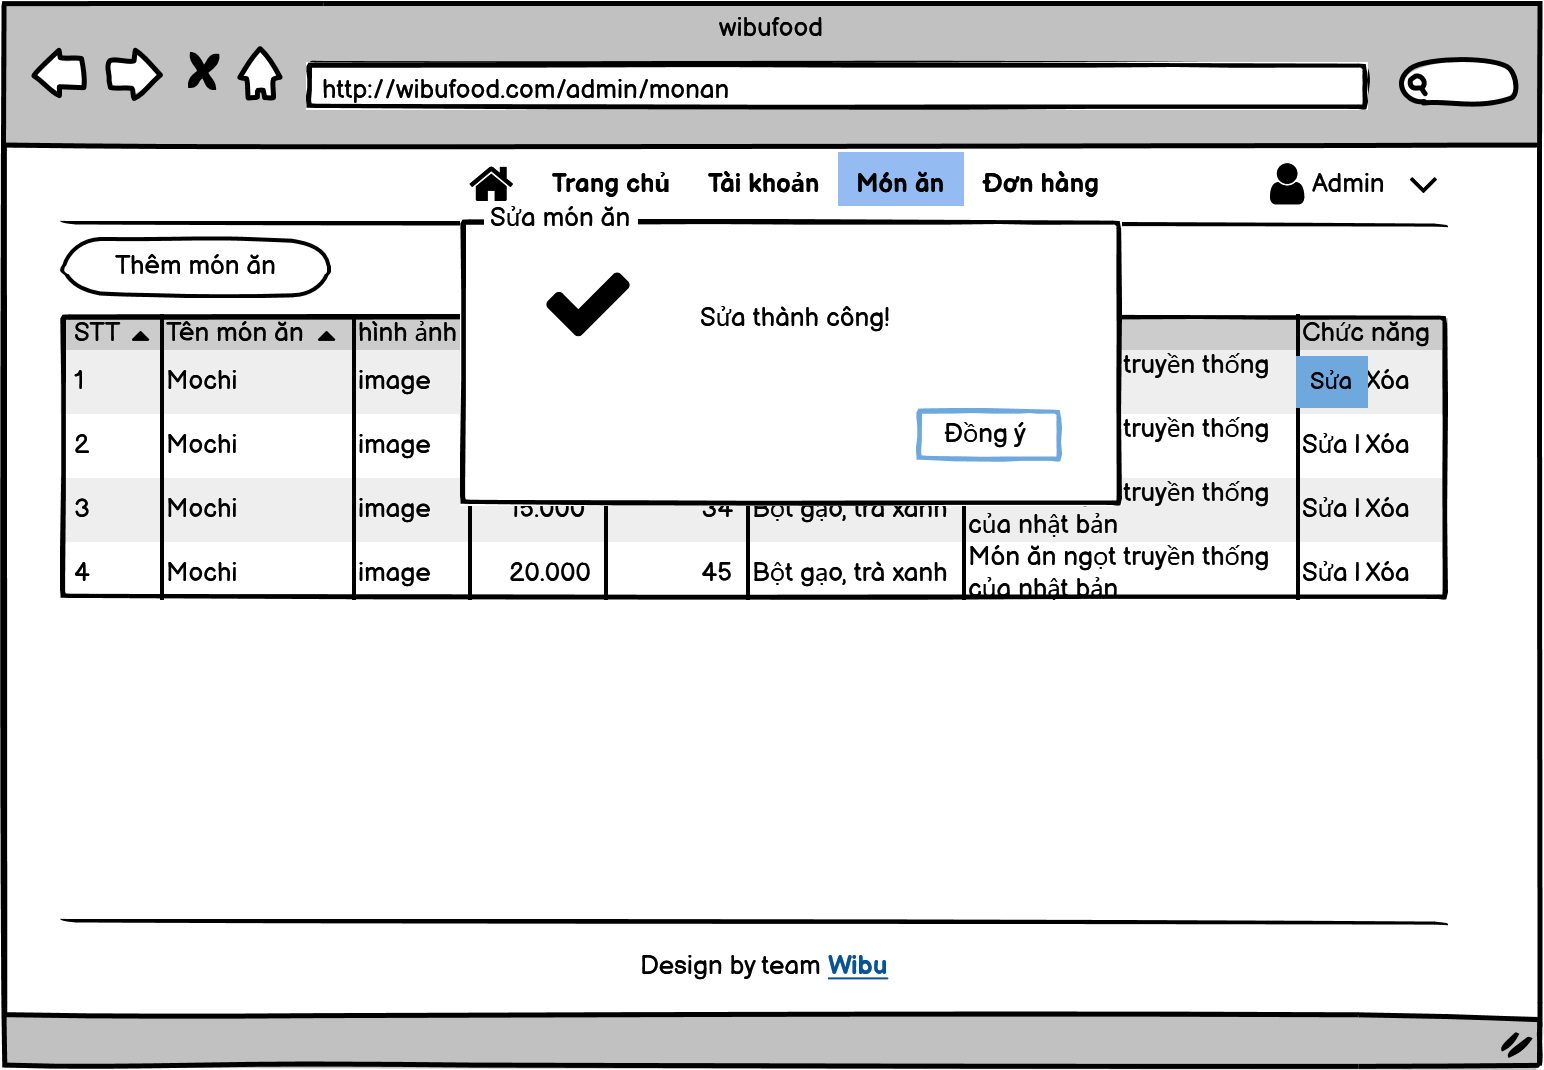 wibufood
http://wibufood.com/admin/monan
Trang chủ Tài khoản Món ăn Đơn hàng Admin
Sửa món ăn
Thêm món ăn
Sửa thành công!
Đồng ý
STT Tên món ăn hình ảnh Chức năng
1 Mochi image truyền thống Sửa Xóa
2 Mochi image truyền thống Sửa | Xóa
3 Mochi image 15.000 34 Bột gạo, trà xanh truyền thống của nhật bản Sửa | Xóa
4 Mochi image 20.000 45 Bột gạo, trà xanh Món ăn ngọt truyền thống của nhật bản Sửa | Xóa
Design by team Wibu